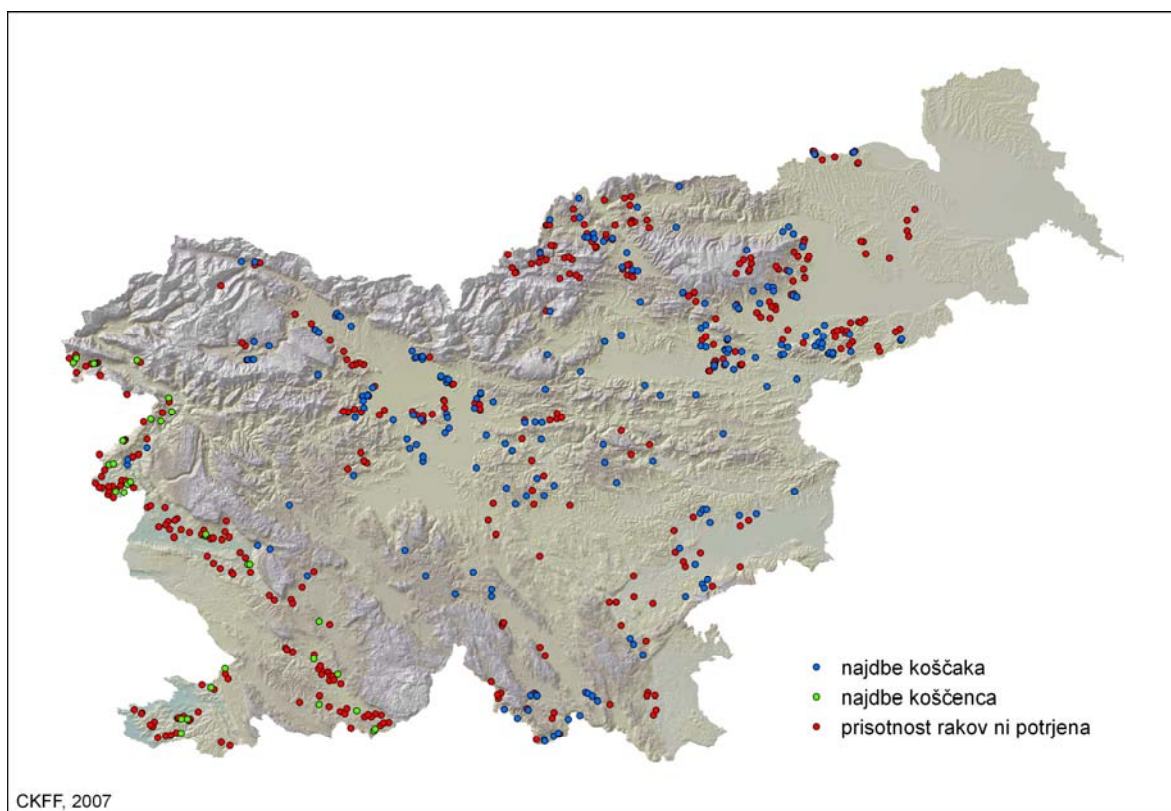 najdbe koščaka
najdbe koščenca
prisotnost rakov ni potrjena
CKFF, 2007